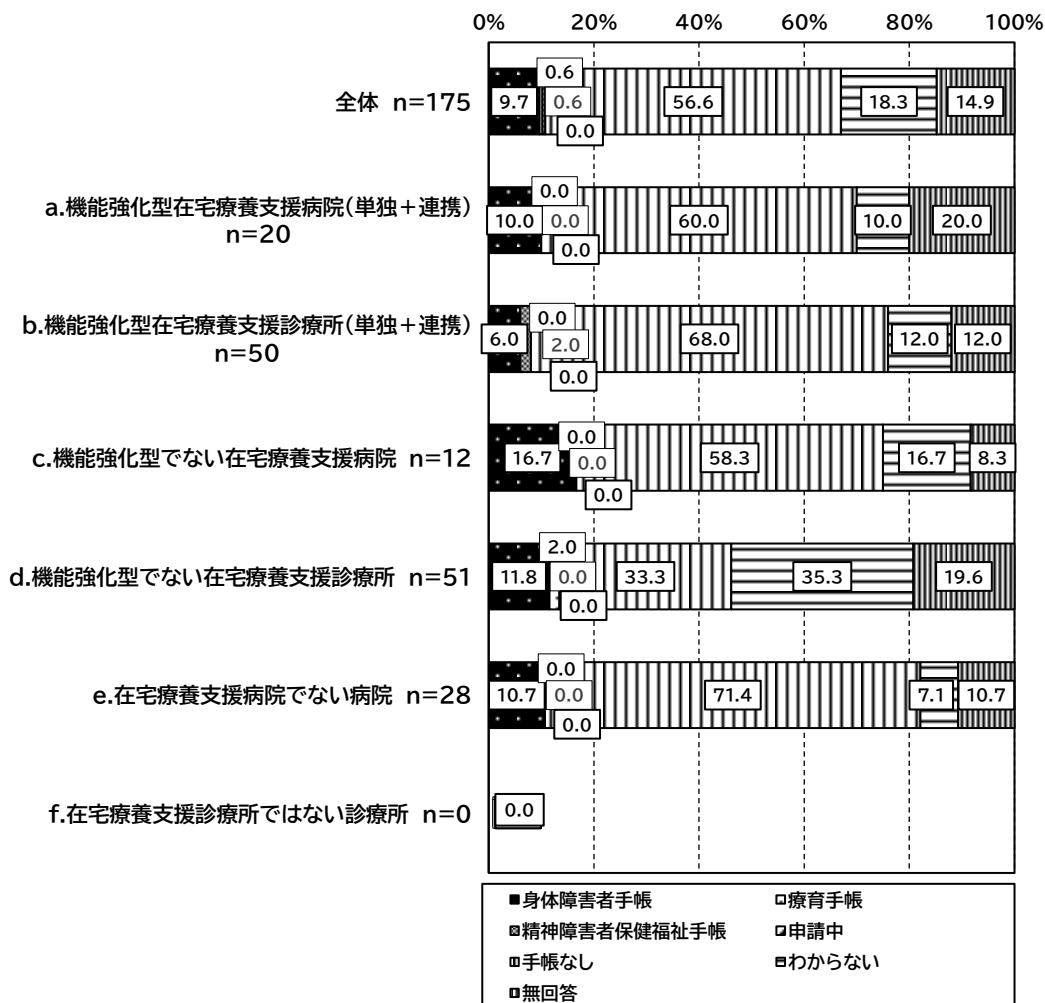 0% 20% 40% 60% 80% 100%
0.6
全体 n=175 9.7 0.6 56.6 18.3 14.9
0.0
0.0
a.機能強化型在宅療養支援病院(単独+連携)
n=20 10.0 0.0 60.0 10.0 20.0
0.0
0.0
b.機能強化型在宅療養支援診療所(単独+連携)
n=50 6.0 2.0 68.0 12.0 12.0
0.0
0.0
c.機能強化型でない在宅療養支援病院 n=12 16.7 0.0 58.3 16.7 8.3
0.0
2.0
d.機能強化型でない在宅療養支援診療所 n=51 11.8 0.0 33.3 35.3 19.6
0.0
0.0
e.在宅療養支援病院でない病院 n=28 10.7 0.0 71.4 7.1 10.7
0.0
f.在宅療養支援診療所ではない診療所 n=0 0.0
身体障害者手帳 療育手帳
精神障害者保健福祉手帳 申請中
手帳なし わからない
無回答